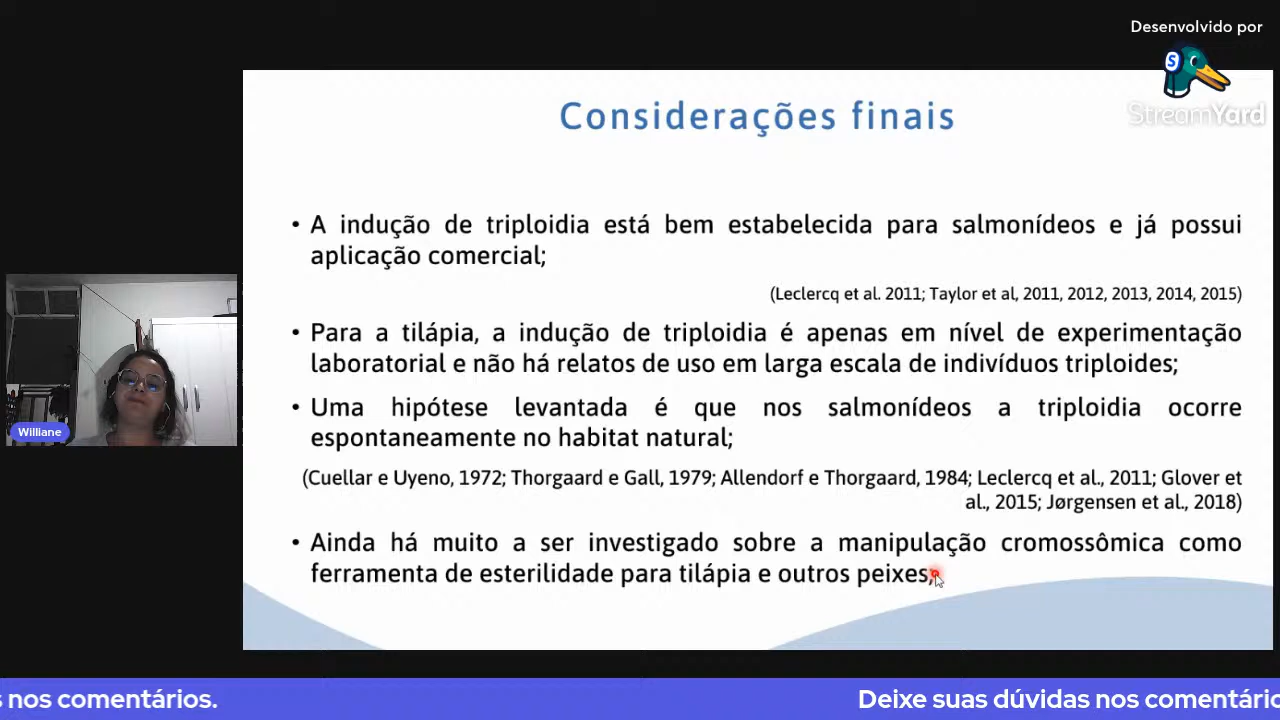 Desenvolvido por
StreamYard
Considerações finais
• A indução de triploidia está bem estabelecida para salmonídeos e já possui
aplicação comercial;
(Leclercq et al. 2011; Taylor et al, 2011, 2012, 2013, 2014, 2015)
• Para a tilápia, a indução de triploidia é apenas em nível de experimentação
laboratorial e não há relatos de uso em larga escala de indivíduos triploides;
• Uma hipótese levantada é que nos salmonídeos a triploidia ocorre
espontaneamente no habitat natural;
(Cuellar e Uyeno, 1972; Thorgaard e Gall, 1979; Allendorf e Thorgaard, 1984; Leclercq et al., 2011; Glover et
al., 2015; Jørgensen et al., 2018)
• Ainda há muito a ser investigado sobre a manipulação cromossômica como
ferramenta de esterilidade para tilápia e outros peixes;
Williane
s nos comentários.
Deixe suas dúvidas nos comentário